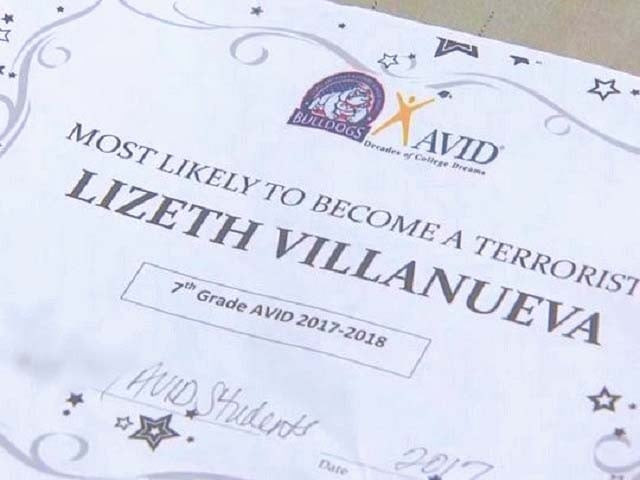 BULLDOGS
AVID
Decades of College Dreams
MOST LIKELY TO BECOME A TERRORIST
LIZETH VILLANUEVA
7th Grade AVID 2017-2018
AVID Students
Date 2017